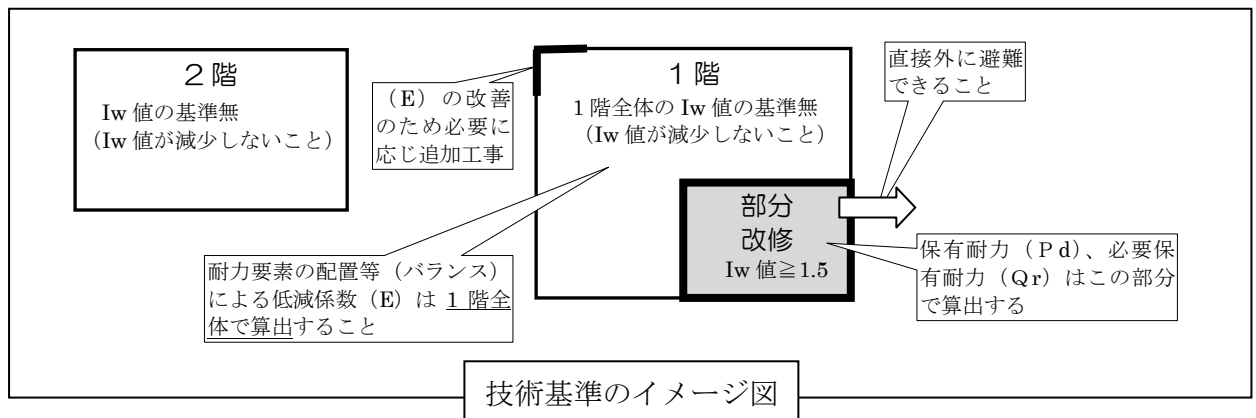 2階
Iw 値の基準無
（Iw 値が減少しないこと）
（E）の改善
のため必要に
応じ追加工事
1階
1階全体の Iw 値の基準無
（Iw 値が減少しないこと）
直接外に避難
できること
部分
改修
Iw 値≧1.5
耐力要素の配置等（バランス）
による低減係数（E）は 1 階全
体で算出すること
保有耐力（Ｐd）、必要保
有耐力（Ｑr）はこの部分
で算出する
技術基準のイメージ図